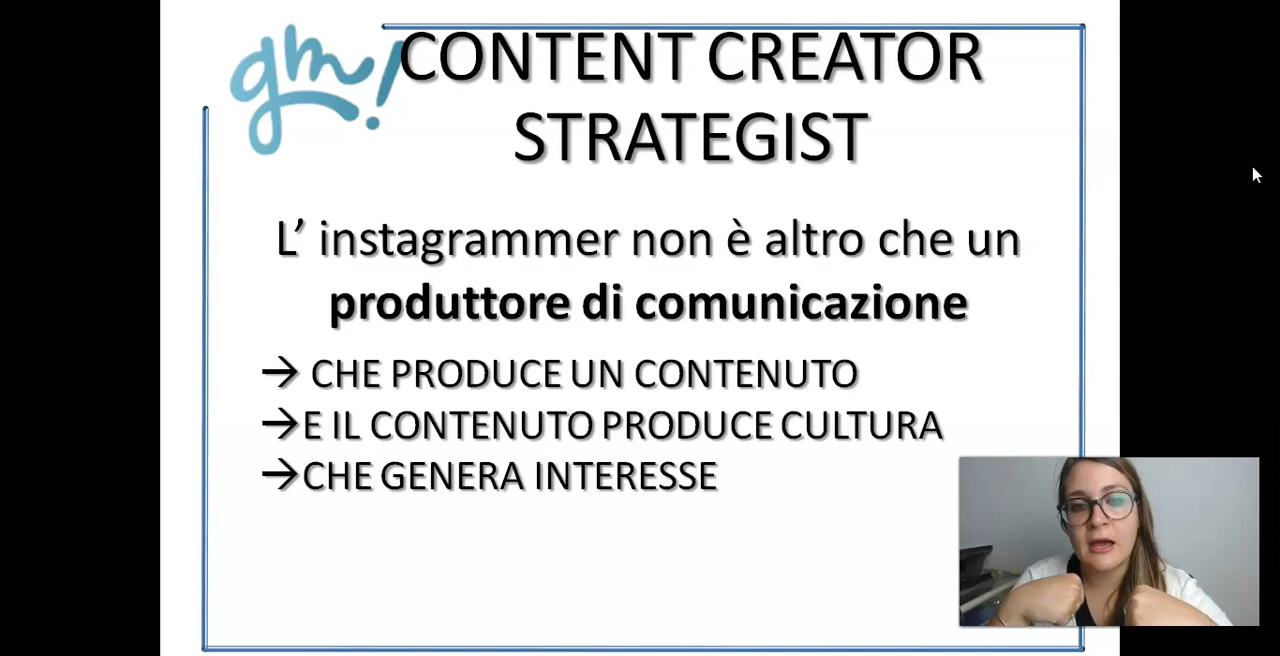 gm!
CONTENT CREATOR
STRATEGIST
L’ instagrammer non è altro che un
produttore di comunicazione
→ CHE PRODUCE UN CONTENUTO
→E IL CONTENUTO PRODUCE CULTURA
→CHE GENERA INTERESSE